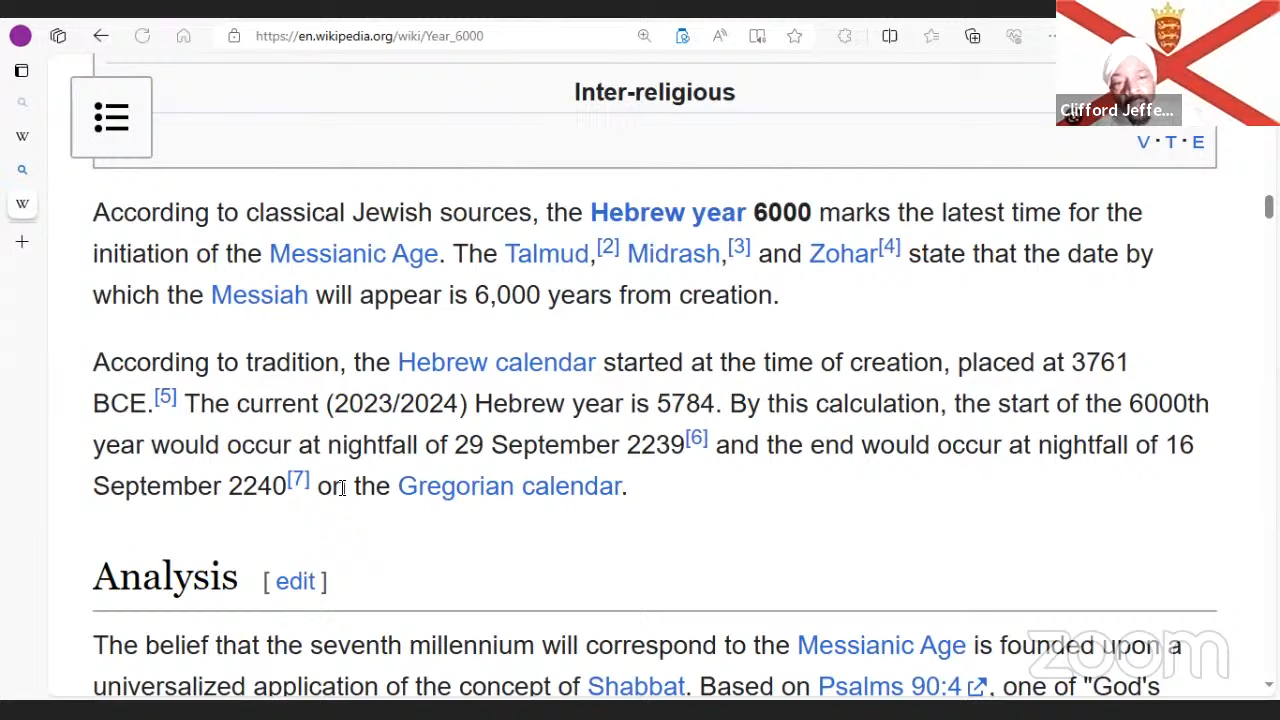 https://en.wikipedia.org/wiki/Year_6000
Inter-religious
Clifford Jeffe...
V · T · E
According to classical Jewish sources, the Hebrew year 6000 marks the latest time for the
initiation of the Messianic Age. The Talmud,[2] Midrash,[3] and Zohar[4] state that the date by
which the Messiah will appear is 6,000 years from creation.
According to tradition, the Hebrew calendar started at the time of creation, placed at 3761
BCE.[5] The current (2023/2024) Hebrew year is 5784. By this calculation, the start of the 6000th
year would occur at nightfall of 29 September 2239[6] and the end would occur at nightfall of 16
September 2240[7] on the Gregorian calendar.
Analysis [ edit ]
The belief that the seventh millennium will correspond to the Messianic Age is founded upon a
universalized application of the concept of Shabbat. Based on Psalms 90:4, one of "God's
zoom